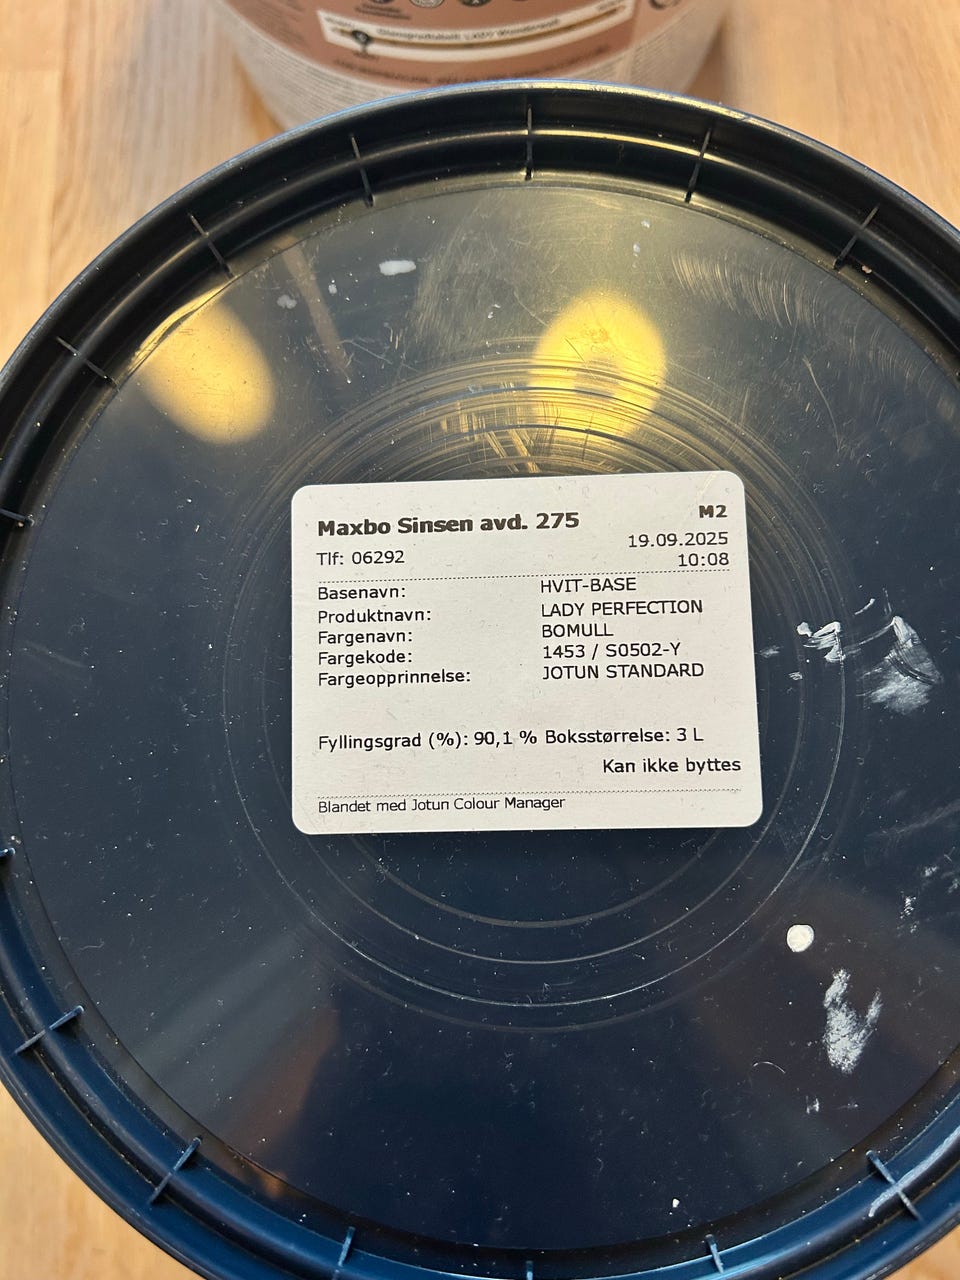 Maxbo Sinsen avd. 275 M2
Tlf: 06292 19.09.2025
10:08
Basenavn: HVIT-BASE
Produktnavn: LADY PERFECTION
Fargenavn: BOMULL
Fargekode: 1453 / S0502-Y
Fargeopprinnelse: JOTUN STANDARD
Fyllingsgrad (%): 90,1 % Boksstørrelse: 3 L
Kan ikke byttes
Blandet med Jotun Colour Manager